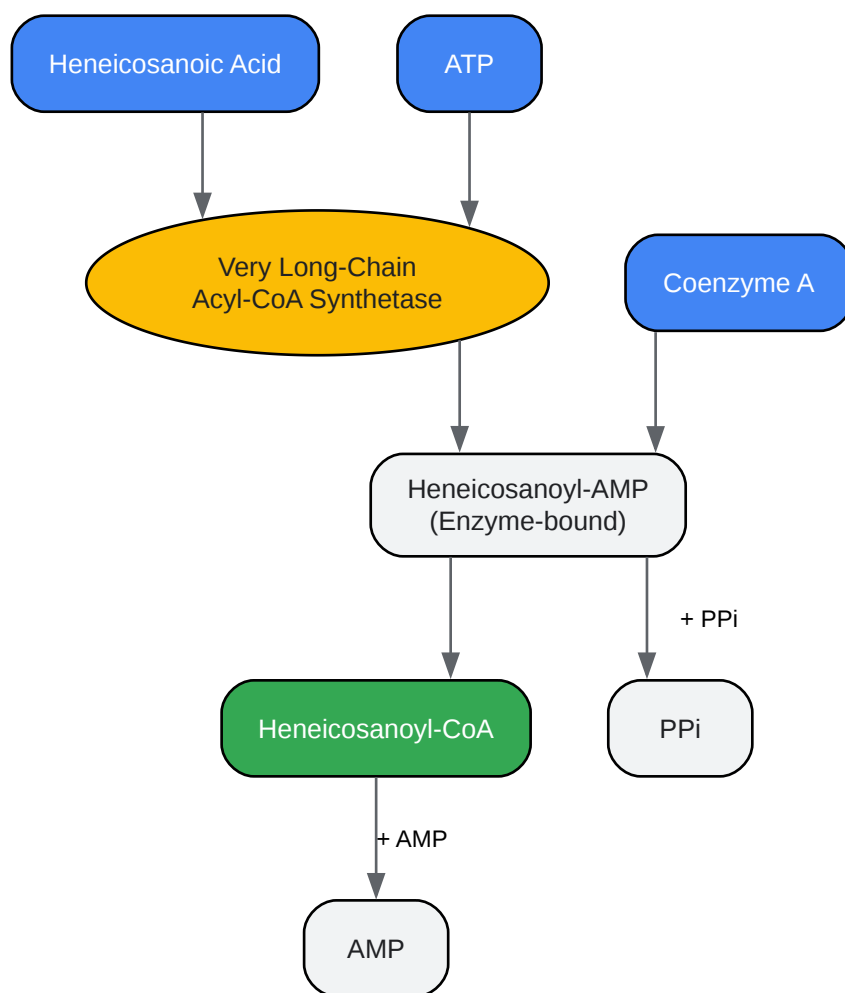 Heneicosanoic Acid
ATP
Very Long-Chain
Acyl-CoA Synthetase
Coenzyme A
Heneicosanoyl-AMP
(Enzyme-bound)
+ PPi
Heneicosanoyl-CoA
PPi
+ AMP
AMP